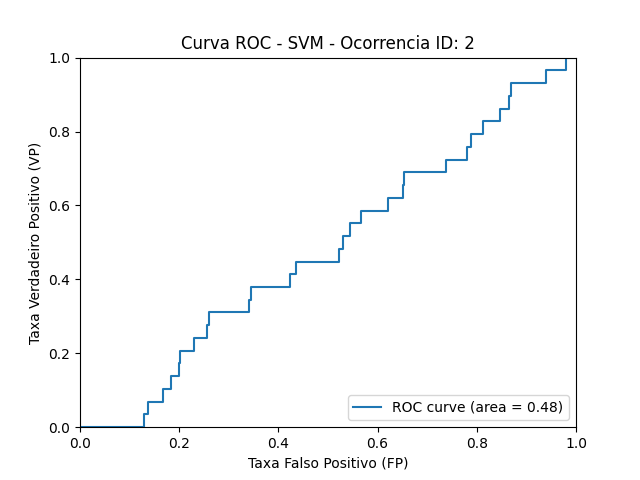 Curva ROC - SVM - Ocorrencia ID: 2
1.0
0.8
0.6
0.4
0.2
0.0
Taxa Verdadeiro Positivo (VP)
ROC curve (area = 0.48)
0.0 0.2 0.4 0.6 0.8 1.0
Taxa Falso Positivo (FP)